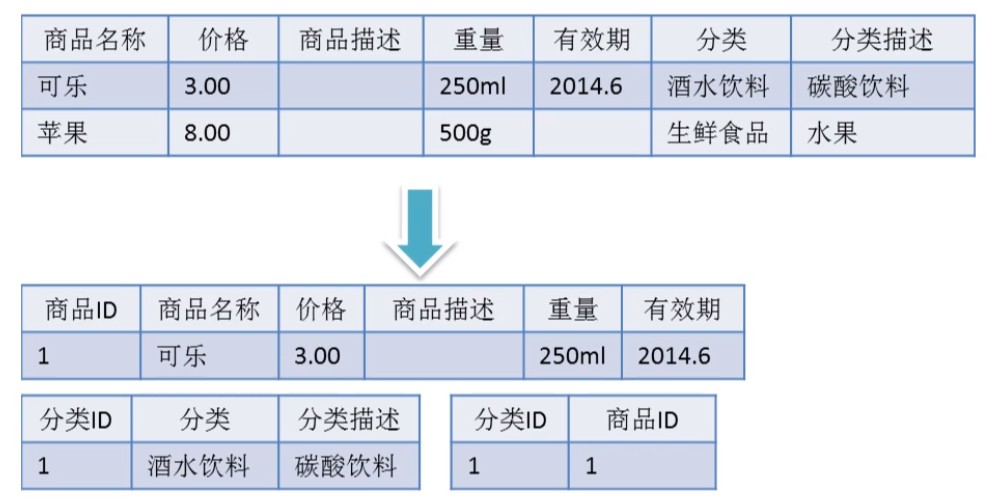 商品名称 价格 商品描述 重量 有效期 分类 分类描述
可乐 3.00 250ml 2014.6 酒水饮料 碳酸饮料
苹果 8.00 500g 生鲜食品 水果
商品ID 商品名称 价格 商品描述 重量 有效期
1 可乐 3.00 250ml 2014.6
分类ID 分类 分类描述 分类ID 商品ID
1 酒水饮料 碳酸饮料 1 1